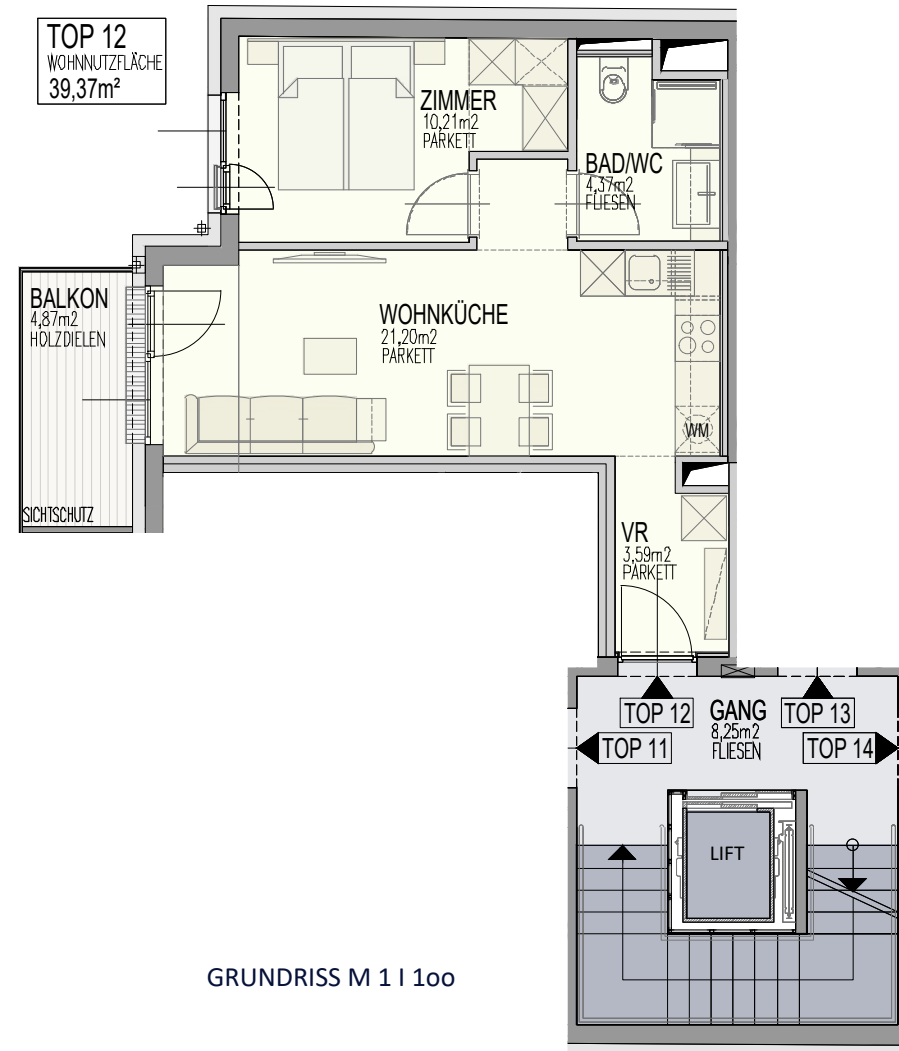 TOP 12
WOHNNUTZFLÄCHE
39,37m²
ZIMMER
10,21m2
PARKETT
BAD/WC
4,37m2
FLIESEN
BALKON
4,87m2
HOLZDIELEN
WOHNKÜCHE
21,20m2
PARKETT
WM
SICHTSCHUTZ
VR
3,59m2
PARKETT
TOP 12
GANG
8,25m2
FLIESEN
TOP 13
TOP 11
TOP 14
LIFT
GRUNDRISS M 1 I 1oo